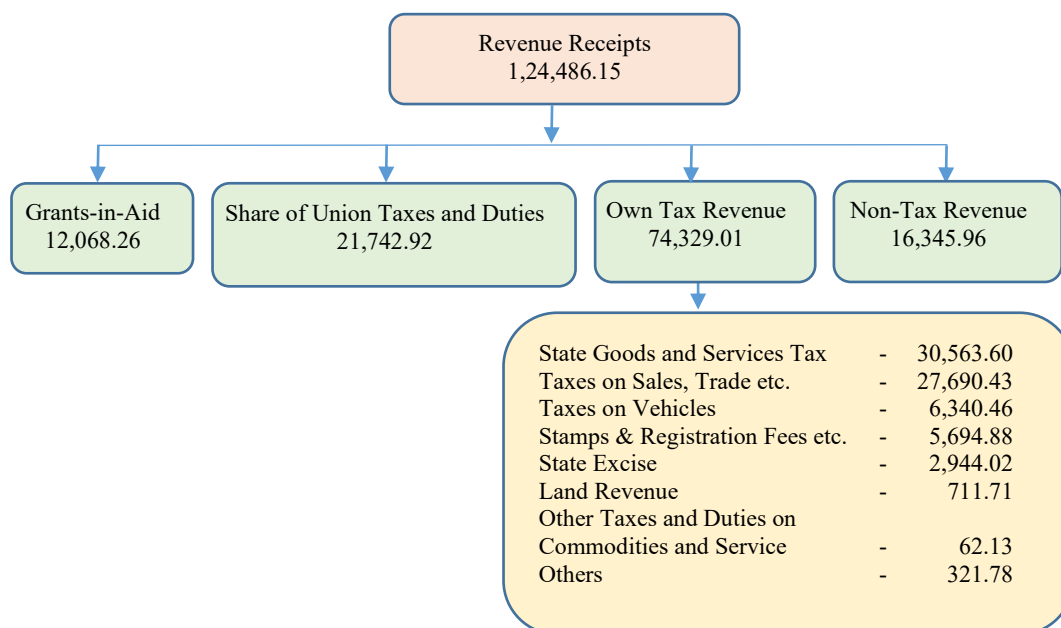 Revenue Receipts
1,24,486.15
Grants-in-Aid
12,068.26
Share of Union Taxes and Duties
21,742.92
Own Tax Revenue
74,329.01
Non-Tax Revenue
16,345.96
State Goods and Services Tax - 30,563.60
Taxes on Sales, Trade etc. - 27,690.43
Taxes on Vehicles - 6,340.46
Stamps & Registration Fees etc. - 5,694.88
State Excise - 2,944.02
Land Revenue - 711.71
Other Taxes and Duties on
Commodities and Service - 62.13
Others - 321.78